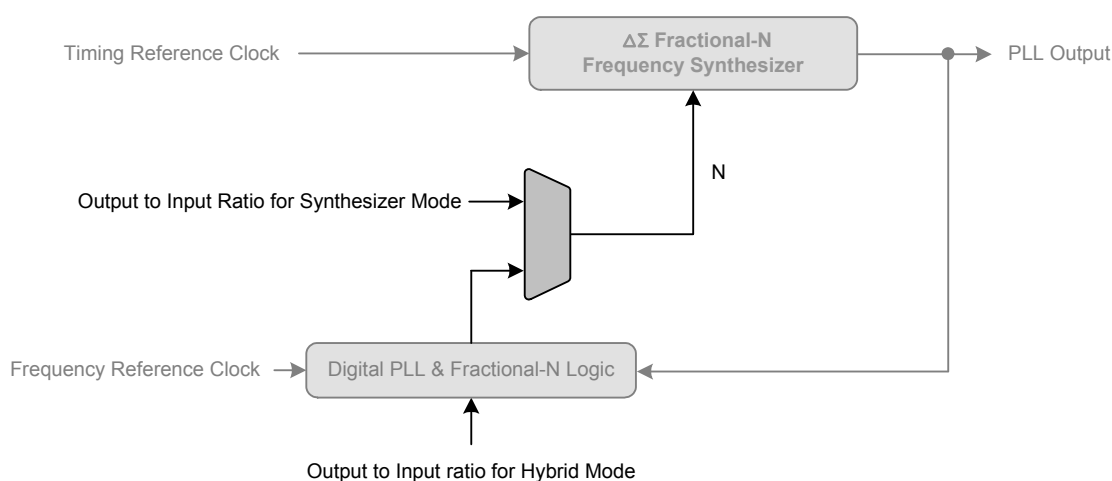 Timing Reference Clock
ΔΣ Fractional-N
Frequency Synthesizer
PLL Output
N
Output to Input Ratio for Synthesizer Mode
Frequency Reference Clock
Digital PLL & Fractional-N Logic
Output to Input ratio for Hybrid Mode